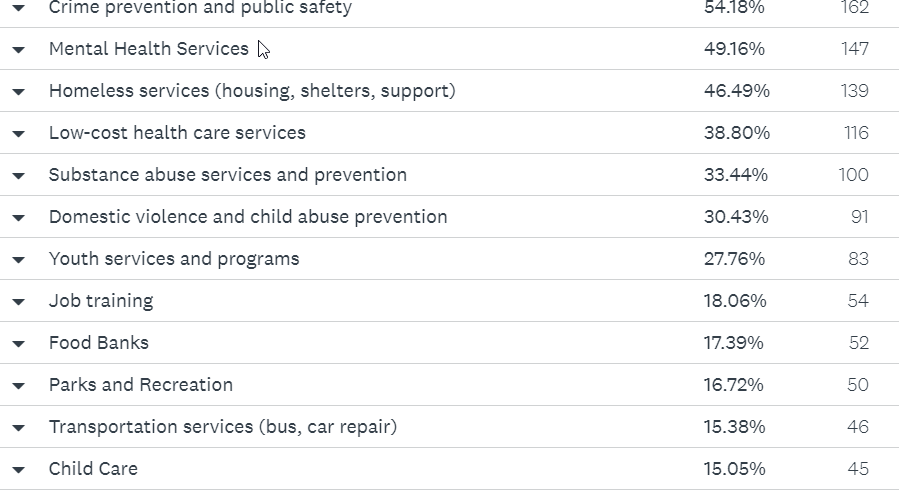 Crime prevention and public safety 54.18% 162
Mental Health Services 49.16% 147
Homeless services (housing, shelters, support) 46.49% 139
Low-cost health care services 38.80% 116
Substance abuse services and prevention 33.44% 100
Domestic violence and child abuse prevention 30.43% 91
Youth services and programs 27.76% 83
Job training 18.06% 54
Food Banks 17.39% 52
Parks and Recreation 16.72% 50
Transportation services (bus, car repair) 15.38% 46
Child Care 15.05% 45